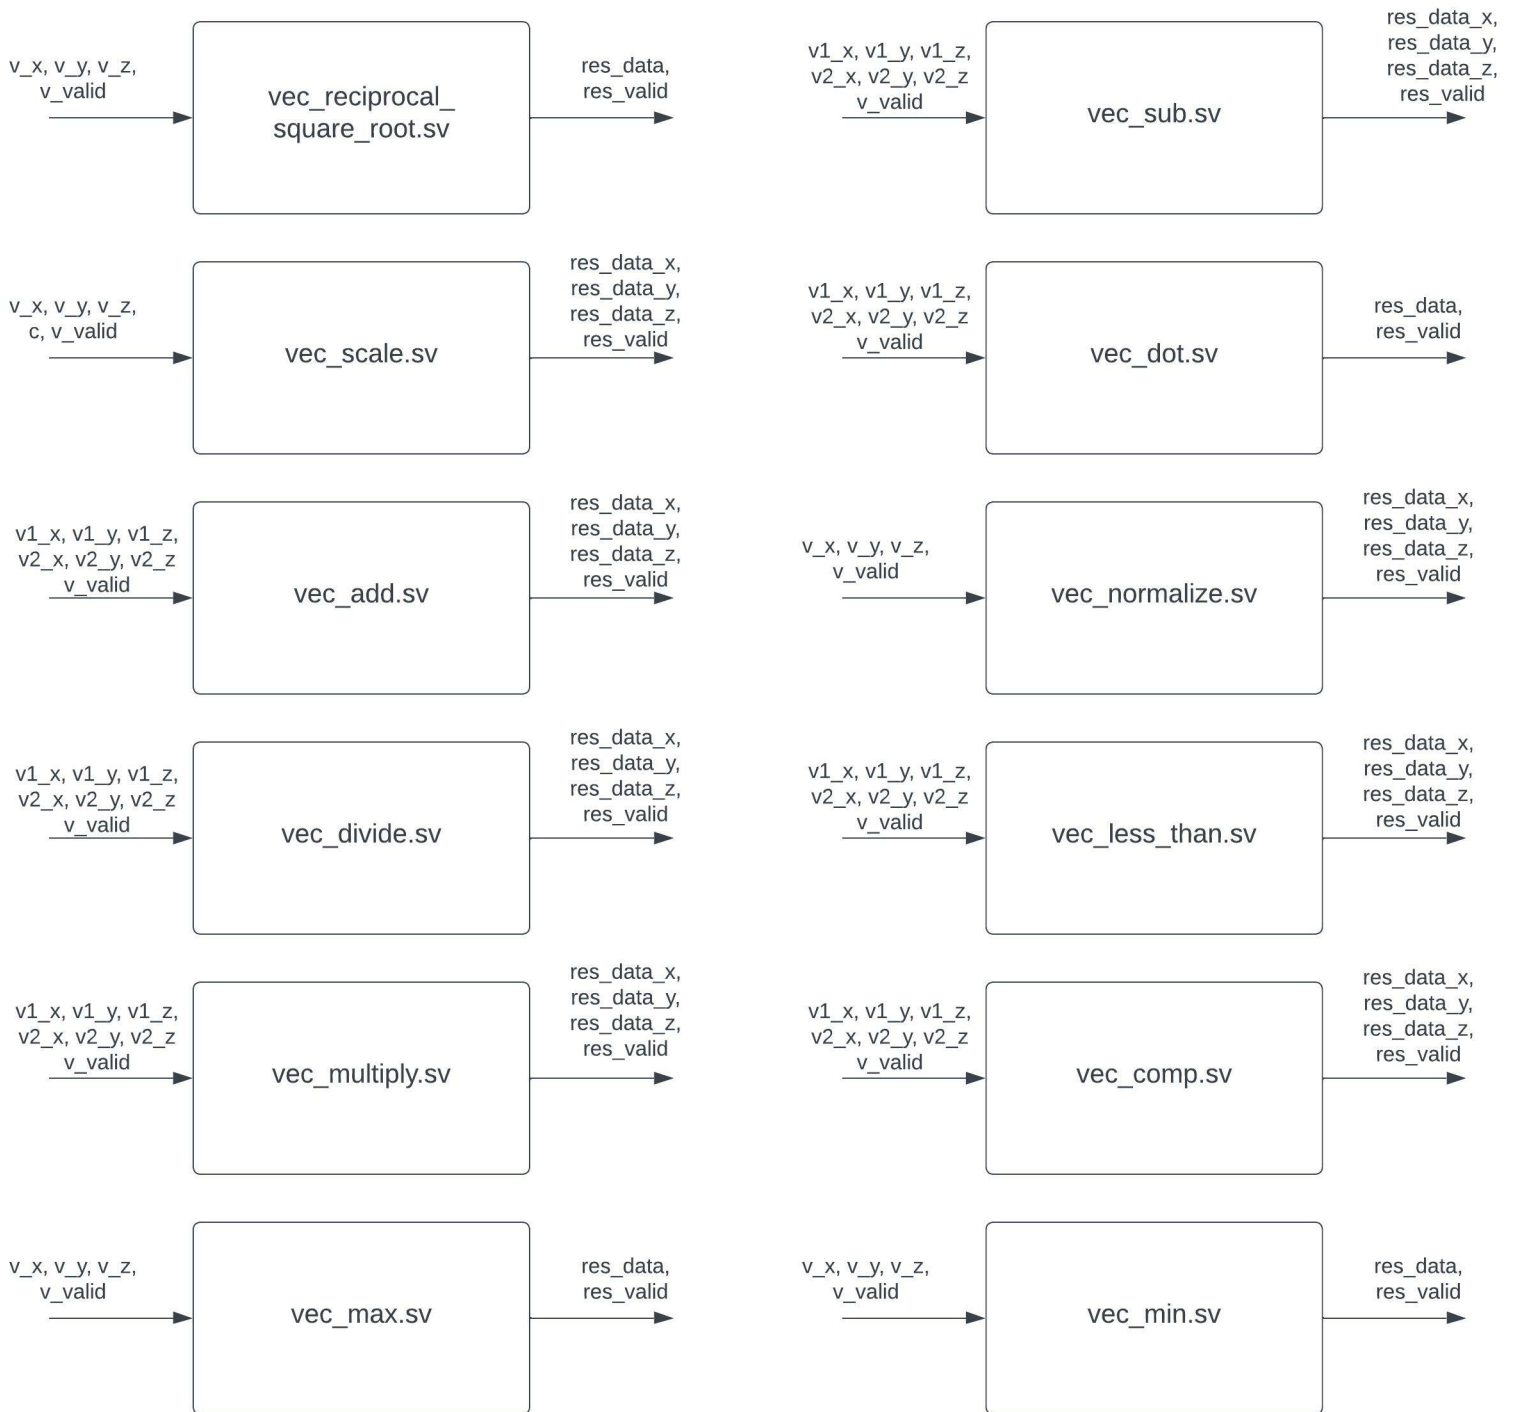 v_x, v_y, v_z,
v_valid
vec_reciprocal_
square_root.sv
res_data,
res_valid
v1_x, v1_y, v1_z,
v2_x, v2_y, v2_z
v_valid
vec_sub.sv
res_data_x,
res_data_y,
res_data_z,
res_valid
v_x, v_y, v_z,
c, v_valid
vec_scale.sv
res_data_x,
res_data_y,
res_data_z,
res_valid
v1_x, v1_y, v1_z,
v2_x, v2_y, v2_z
v_valid
vec_dot.sv
res_data,
res_valid
v1_x, v1_y, v1_z,
v2_x, v2_y, v2_z
v_valid
vec_add.sv
res_data_x,
res_data_y,
res_data_z,
res_valid
v_x, v_y, v_z,
v_valid
vec_normalize.sv
res_data_x,
res_data_y,
res_data_z,
res_valid
v1_x, v1_y, v1_z,
v2_x, v2_y, v2_z
v_valid
vec_divide.sv
res_data_x,
res_data_y,
res_data_z,
res_valid
v1_x, v1_y, v1_z,
v2_x, v2_y, v2_z
v_valid
vec_less_than.sv
res_data_x,
res_data_y,
res_data_z,
res_valid
v1_x, v1_y, v1_z,
v2_x, v2_y, v2_z
v_valid
vec_multiply.sv
res_data_x,
res_data_y,
res_data_z,
res_valid
v1_x, v1_y, v1_z,
v2_x, v2_y, v2_z
v_valid
vec_comp.sv
res_data_x,
res_data_y,
res_data_z,
res_valid
v_x, v_y, v_z,
v_valid
vec_max.sv
res_data,
res_valid
v_x, v_y, v_z,
v_valid
vec_min.sv
res_data,
res_valid